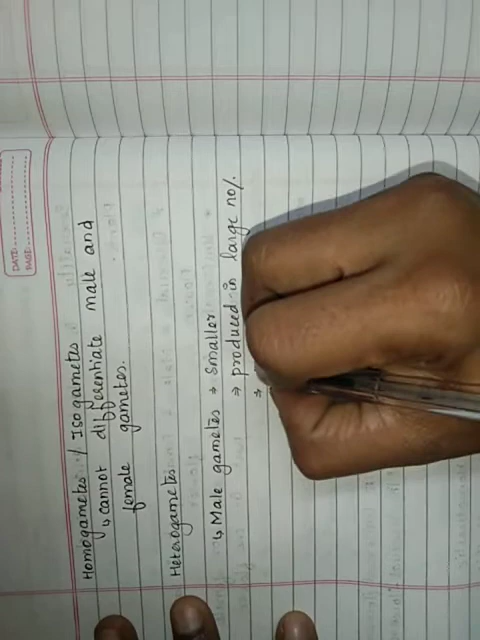 DATE:
PAGE:
Homogametes / Isogametes
↳ cannot differentiate male and
female gametes.
Heterogametes
↳ Male gametes → Smaller
→ produced in large no/.
→